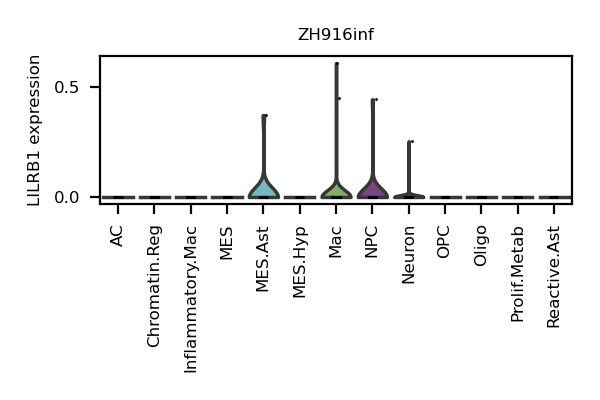 ZH916inf
LILRB1 expression
0.5
0.0
AC
Chromatin.Reg
Inflammatory.Mac
MES
MES.Ast
MES.Hyp
Mac
NPC
Neuron
OPC
Oligo
Prolif.Metab
Reactive.Ast